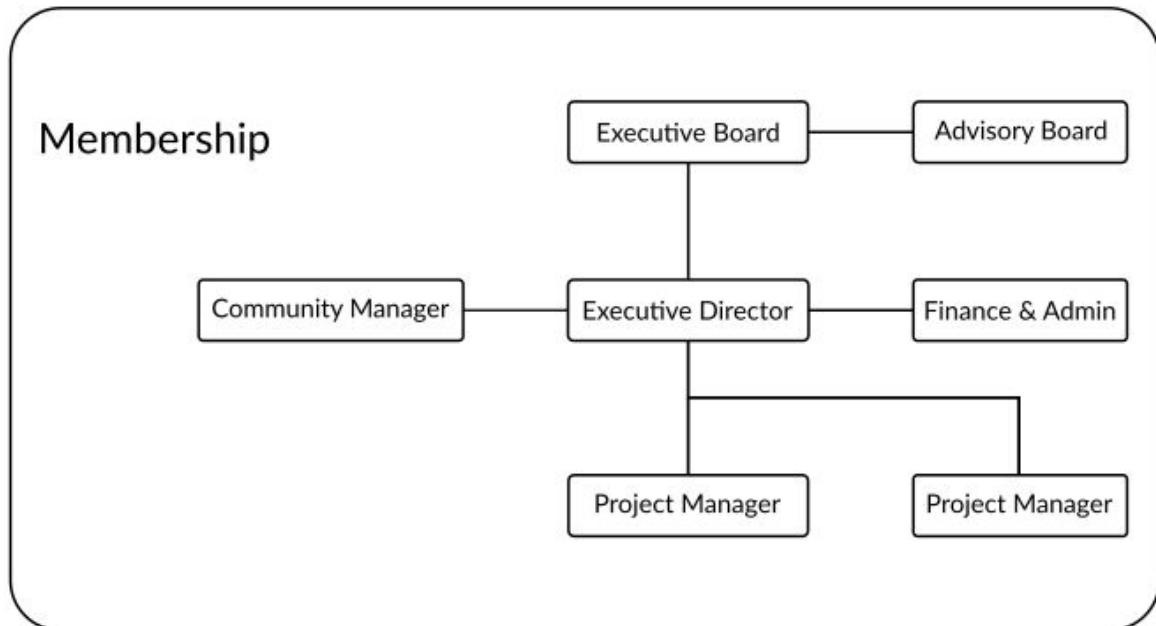 Membership
Executive Board
Advisory Board
Community Manager
Executive Director
Finance & Admin
Project Manager
Project Manager